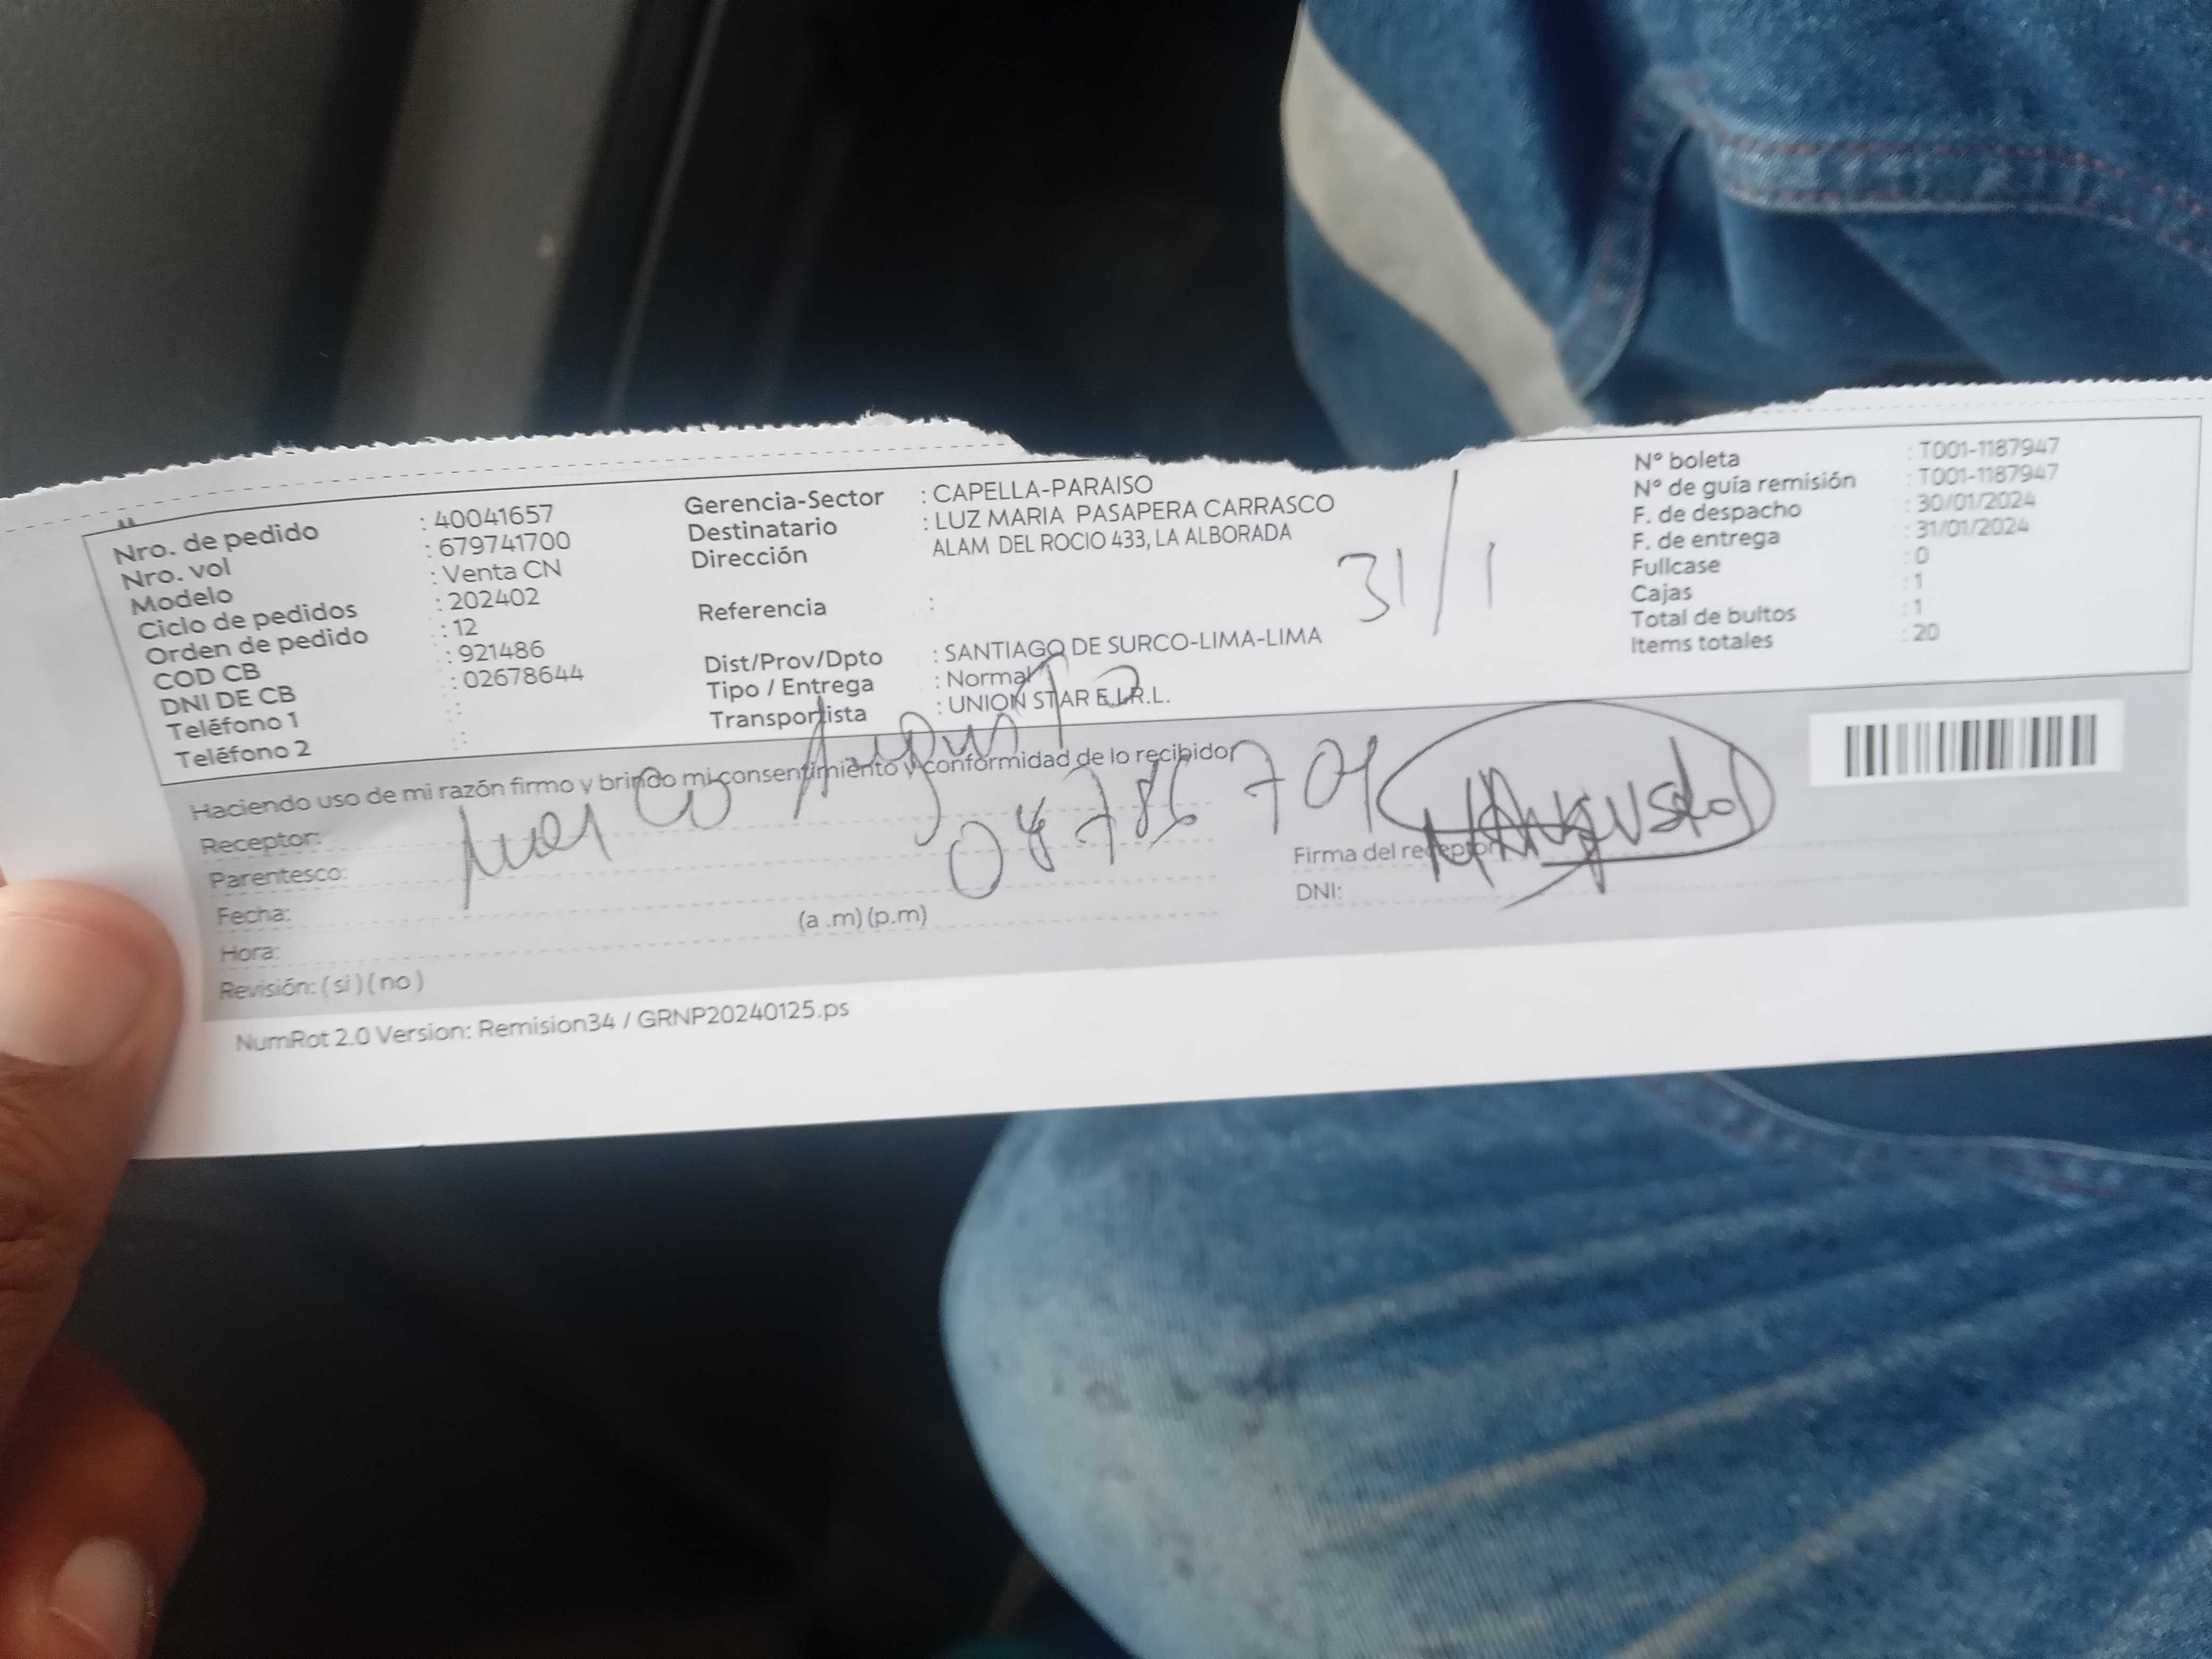 Nro. de pedido : 40041657
Nro. vol : 679741700
Modelo : Venta CN
Ciclo de pedidos : 202402
Orden de pedido : 12
COD CB : 921486
DNI DE CB : 02678644
Teléfono 1 :
Teléfono 2 :
Gerencia-Sector : CAPELLA-PARAISO
Destinatario : LUZ MARIA PASAPERA CARRASCO
Dirección ALAM DEL ROCIO 433, LA ALBORADA
Referencia :
Dist/Prov/Dpto : SANTIAGO DE SURCO-LIMA-LIMA
Tipo / Entrega : Normal
Transportista : UNION STAR E.I.R.L.
31/1
N° boleta : T001-1187947
N° de guía remisión : T001-1187947
F. de despacho : 30/01/2024
F. de entrega : 31/01/2024
Fullcase : 0
Cajas : 1
Total de bultos : 1
Items totales : 20
Haciendo uso de mi razón firmo y brindo mi consentimiento y conformidad de lo recibido
Receptor:
Marco Angulo
Parentesco:
Fecha:
Hora: (a .m) (p.m)
Revisión: ( si ) ( no )
Firma del receptor
DNI:
NumRot 2.0 Version: Remision34 / GRNP20240125.ps